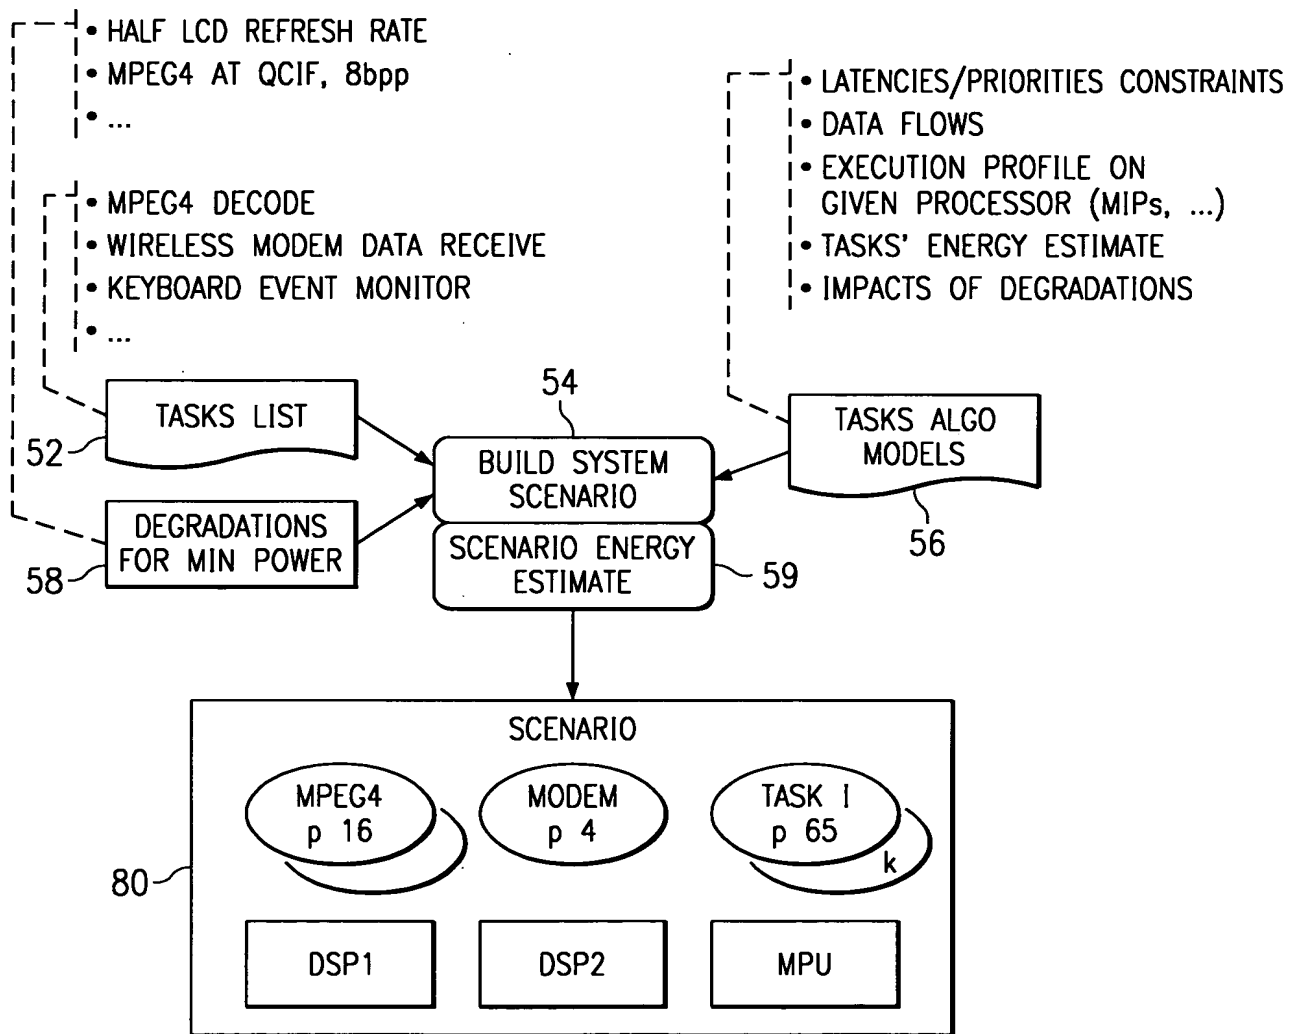 • HALF LCD REFRESH RATE
• MPEG4 AT QCIF, 8bpp
• ...
• MPEG4 DECODE
• WIRELESS MODEM DATA RECEIVE
• KEYBOARD EVENT MONITOR
• ...
• LATENCIES/PRIORITIES CONSTRAINTS
• DATA FLOWS
• EXECUTION PROFILE ON
GIVEN PROCESSOR (MIPs, ...)
• TASKS' ENERGY ESTIMATE
• IMPACTS OF DEGRADATIONS
TASKS LIST
52
DEGRADATIONS
FOR MIN POWER
58
54
BUILD SYSTEM
SCENARIO
SCENARIO ENERGY
ESTIMATE
59
TASKS ALGO
MODELS
56
SCENARIO
MPEG4
p 16
MODEM
p 4
TASK I
p 65
k
80
DSP1
DSP2
MPU